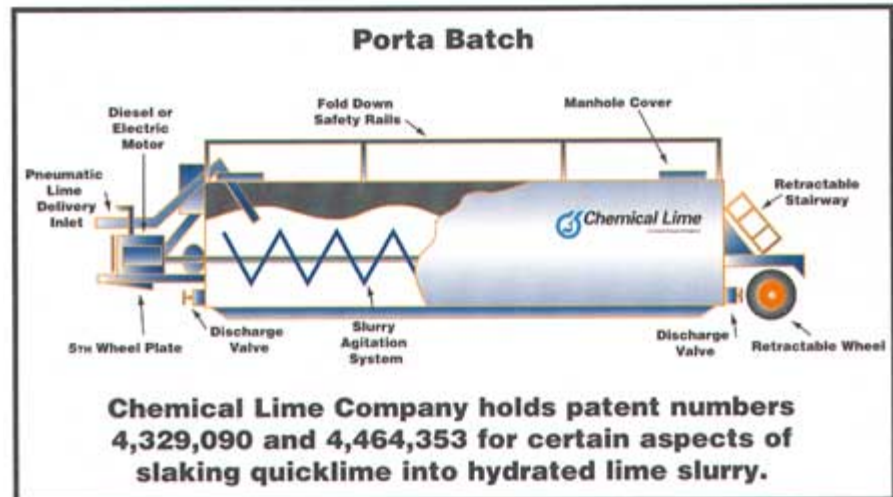 Porta Batch
Diesel or
Electric
Motor
Fold Down
Safety Rails
Manhole Cover
Pneumatic
Lime
Delivery
Inlet
Retractable
Stairway
Chemical Lime
5TH Wheel Plate
Discharge
Valve
Slurry
Agitation
System
Discharge
Valve
Retractable Wheel
Chemical Lime Company holds patent numbers
4,329,090 and 4,464,353 for certain aspects of
slaking quicklime into hydrated lime slurry.